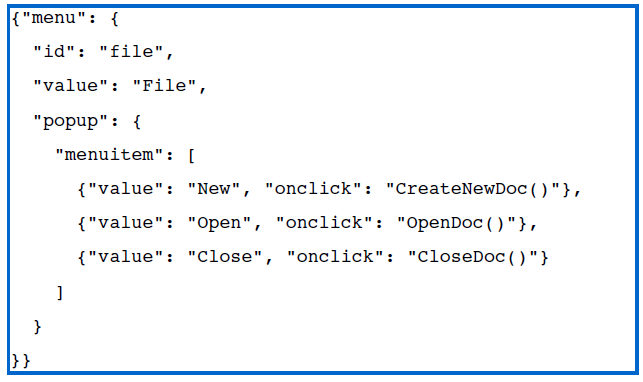 {"menu": {
  "id": "file",
  "value": "File",
  "popup": {
    "menuitem": [
      {"value": "New", "onclick": "CreateNewDoc()"},
      {"value": "Open", "onclick": "OpenDoc()"},
      {"value": "Close", "onclick": "CloseDoc()"}
    ]
  }
}}